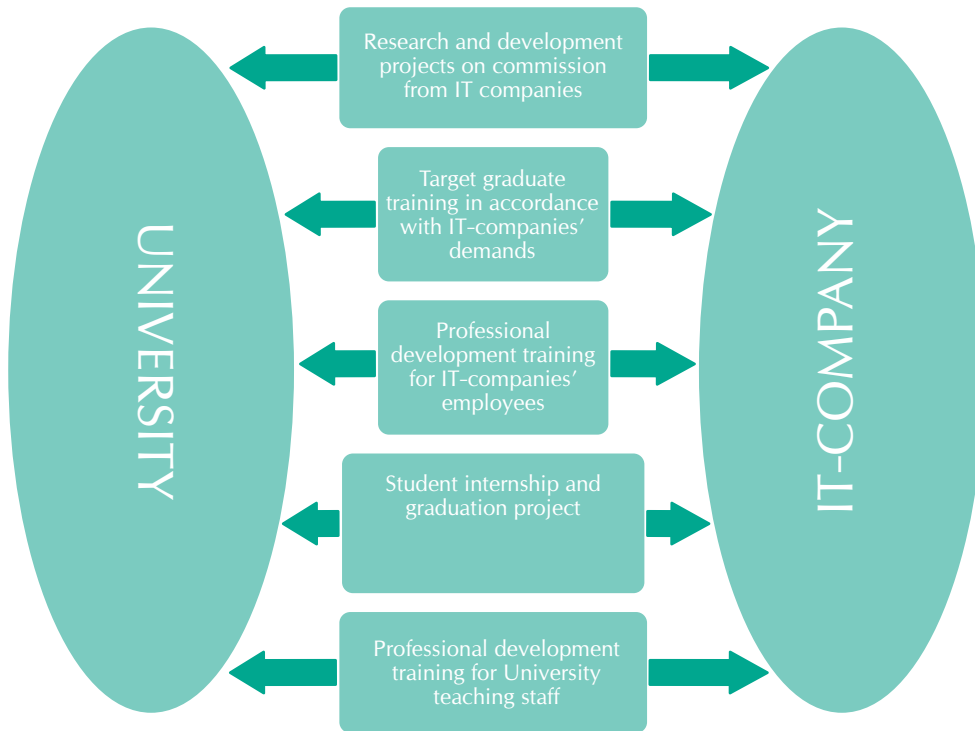 UNIVERSITY
Research and development
projects on commission
from IT companies
Target graduate
training in accordance
with IT-companies’
demands
Professional
development training
for IT-companies’
employees
Student internship and
graduation project
Professional development
training for University
teaching staff
IT-COMPANY